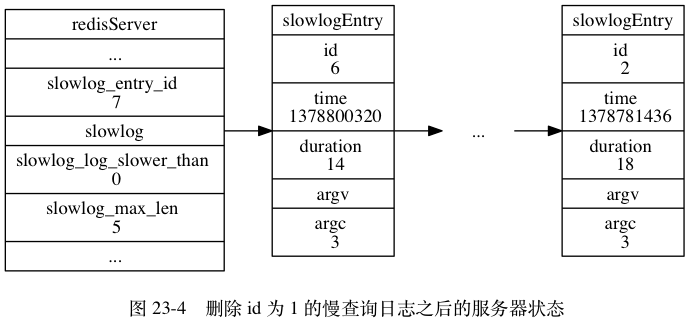 redisServer
...
slowlog_entry_id
7
slowlog
slowlog_log_slower_than
0
slowlog_max_len
5
...
slowlogEntry
id
6
time
1378800320
duration
14
argv
argc
3
...
slowlogEntry
id
2
time
1378781436
duration
18
argv
argc
3
图 23-4 删除 id 为 1 的慢查询日志之后的服务器状态